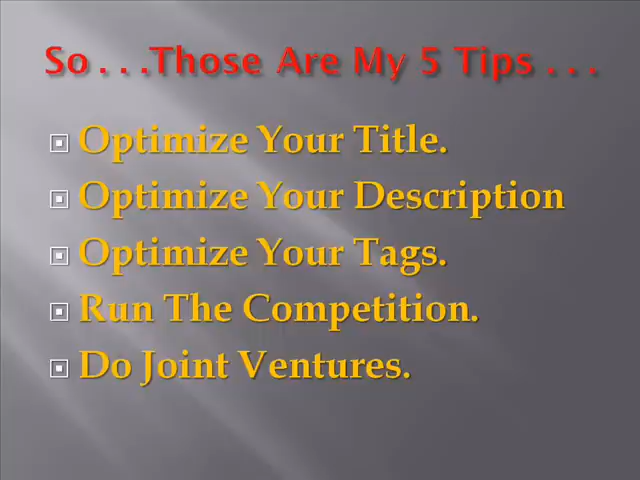 So . . .Those Are My 5 Tips . . .
Optimize Your Title.
Optimize Your Description
Optimize Your Tags.
Run The Competition.
Do Joint Ventures.